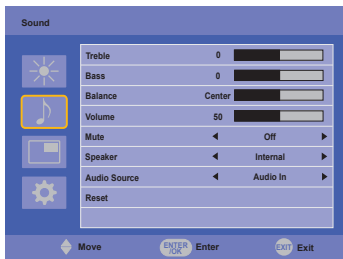 Sound
Treble 0
Bass 0
Balance Center
Volume 50
Mute Off
Speaker Internal
Audio Source Audio In
Reset
Move ENTER /OK Enter EXIT Exit